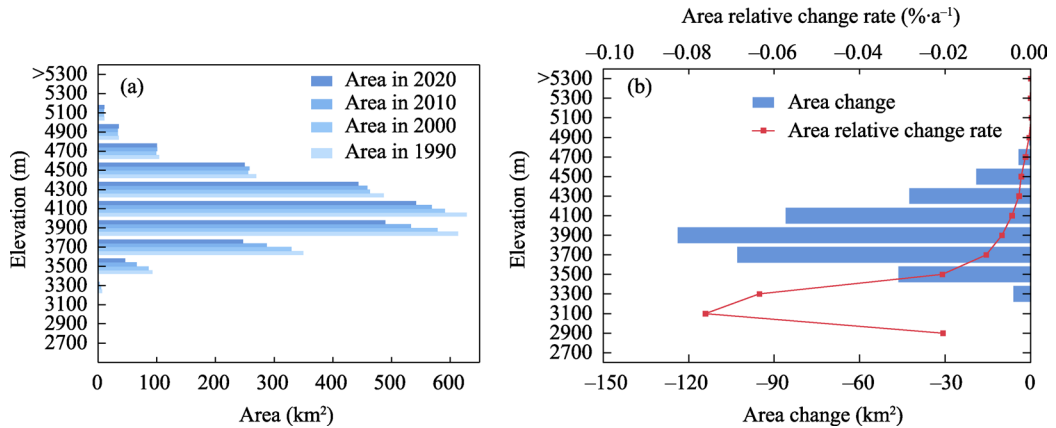 (a)
Area in 2020
Area in 2010
Area in 2000
Area in 1990
>5300
5100
4900
4700
4500
4300
4100
3900
3700
3500
3300
3100
2900
2700
Elevation (m)
0 100 200 300 400 500 600
Area (km²)
Area relative change rate (%·a⁻¹)
−0.10 −0.08 −0.06 −0.04 −0.02 0.00
(b)
Area change
Area relative change rate
>5300
5300
5100
4900
4700
4500
4300
4100
3900
3700
3500
3300
3100
2900
2700
Elevation (m)
−150 −120 −90 −60 −30 0
Area change (km²)